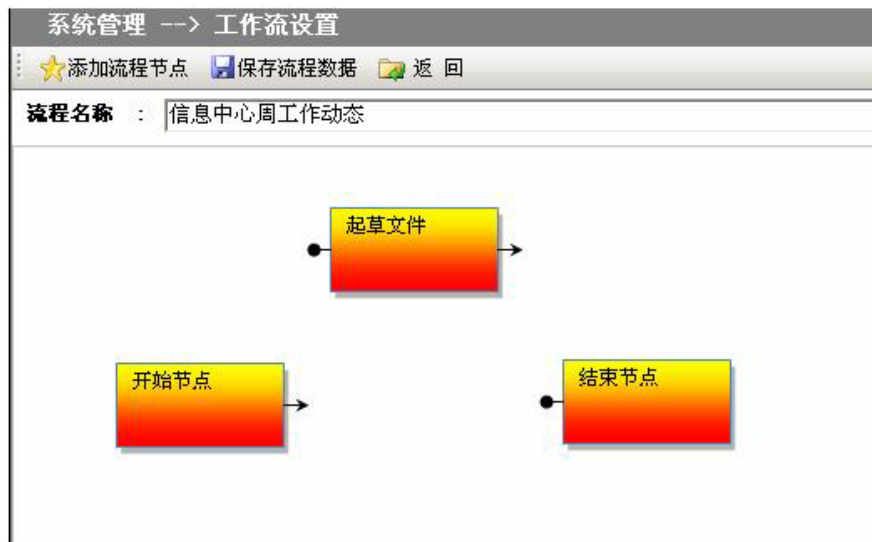 系统管理 --> 工作流设置
添加流程节点 保存流程数据 返 回
流程名称 : 信息中心周工作动态
起草文件
开始节点
结束节点